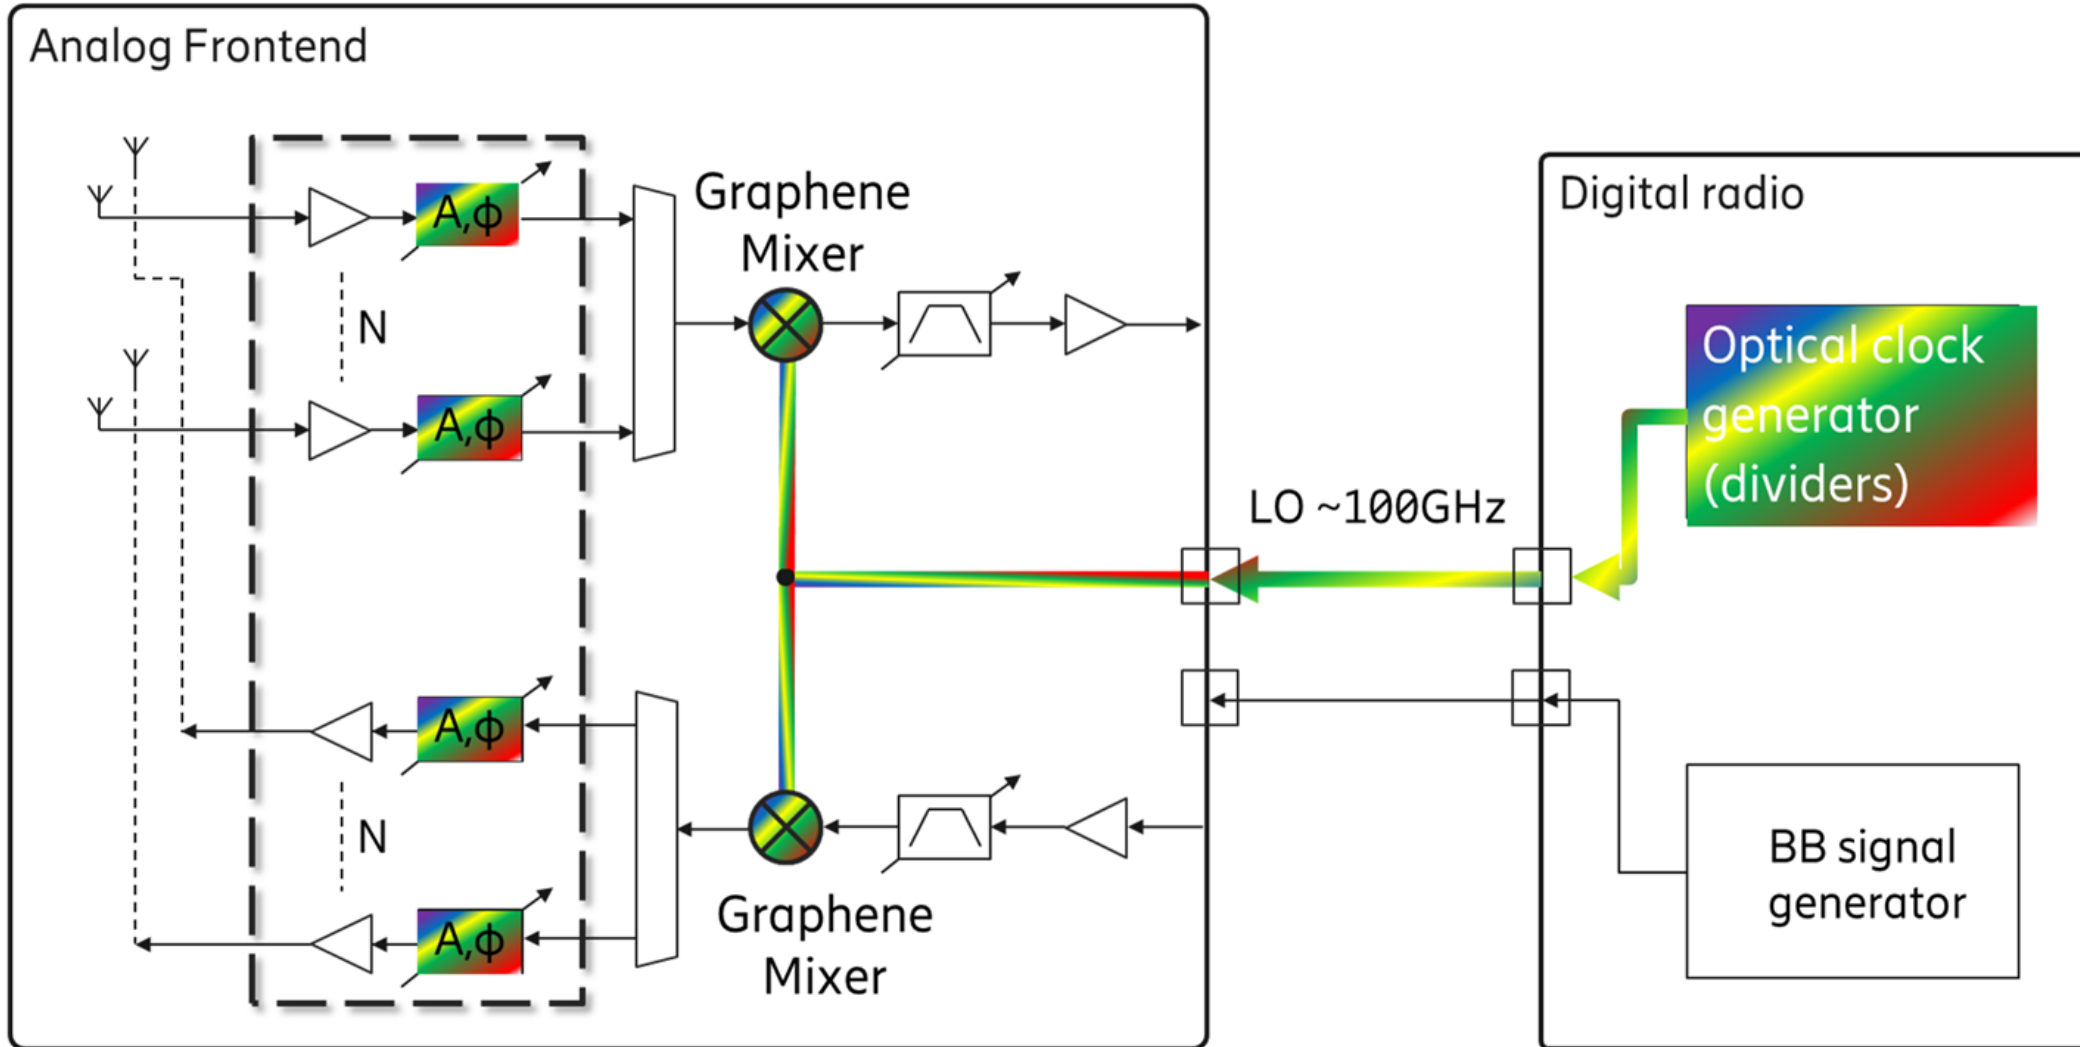 Analog Frontend
A,ϕ
N
A,ϕ
Graphene
Mixer
A,ϕ
N
A,ϕ
Graphene
Mixer
LO ~100GHz
Digital radio
Optical clock
generator
(dividers)
BB signal
generator